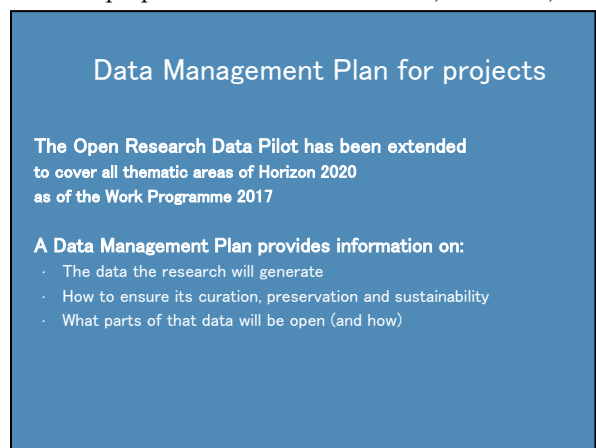 Data Management Plan for projects
The Open Research Data Pilot has been extended
to cover all thematic areas of Horizon 2020
as of the Work Programme 2017
A Data Management Plan provides information on:
· The data the research will generate
· How to ensure its curation, preservation and sustainability
· What parts of that data will be open (and how)